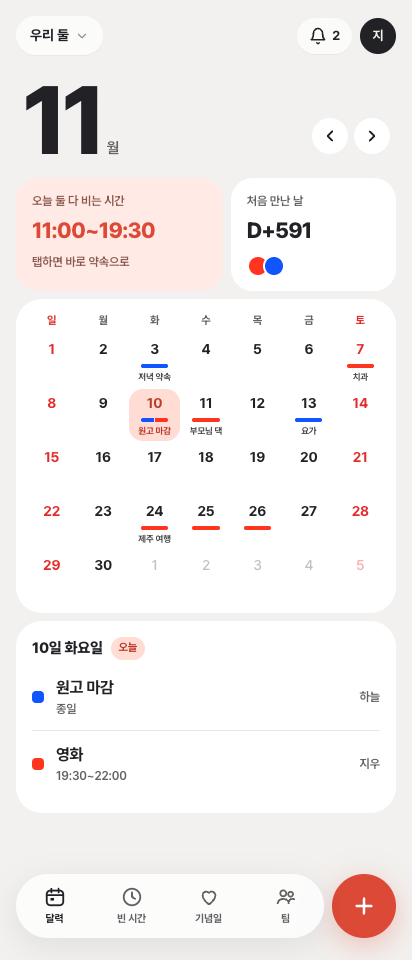 우리 둘
2
지
11월
오늘 둘 다 비는 시간
11:00~19:30
탭하면 바로 약속으로
처음 만난 날
D+591
일 월 화 수 목 금 토
1 2 3 4 5 6 7
저녁 약속 치과
8 9 10 11 12 13 14
원고 마감 부모님 댁 요가
15 16 17 18 19 20 21
22 23 24 25 26 27 28
제주 여행
29 30 1 2 3 4 5
10일 화요일 오늘
원고 마감
종일
하늘
영화
19:30~22:00
지우
달력 빈 시간 기념일 팀